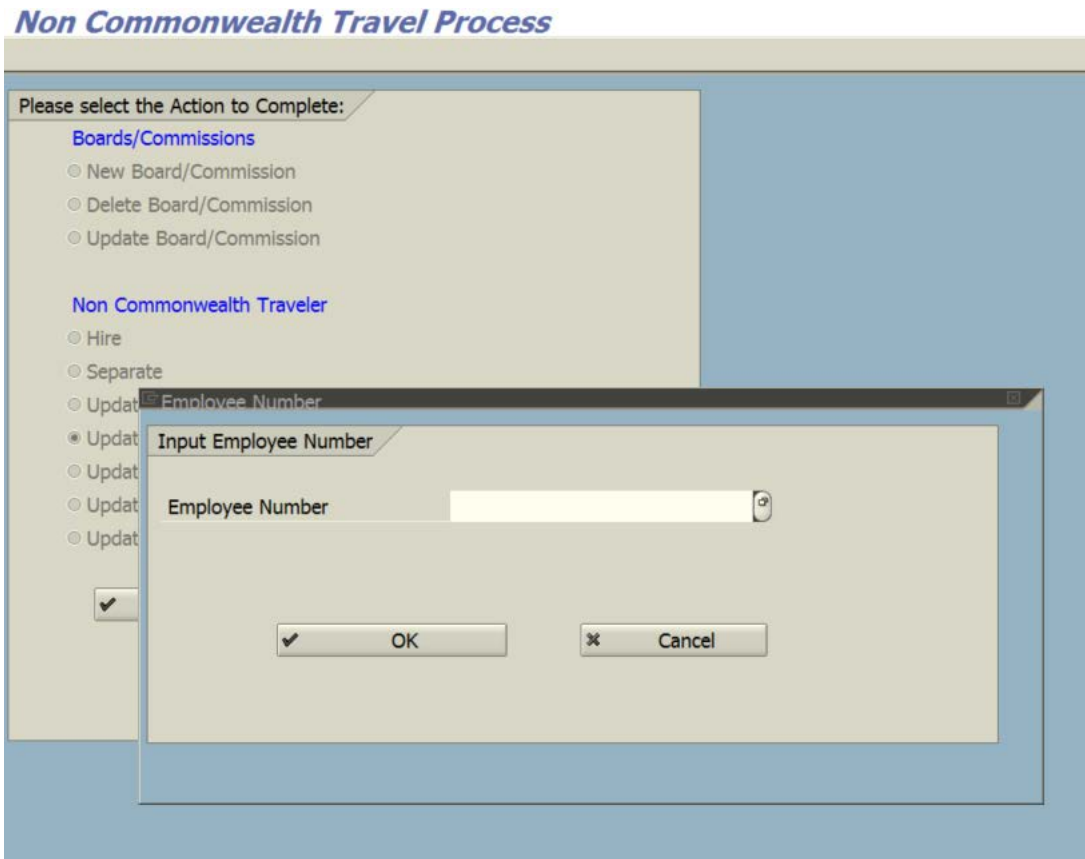 Non Commonwealth Travel Process
Please select the Action to Complete:
Boards/Commissions
New Board/Commission
Delete Board/Commission
Update Board/Commission
Non Commonwealth Traveler
Hire
Separate
Updat
Employee Number
Updat
Input Employee Number
Updat
Updat
Employee Number
Updat
OK
Cancel